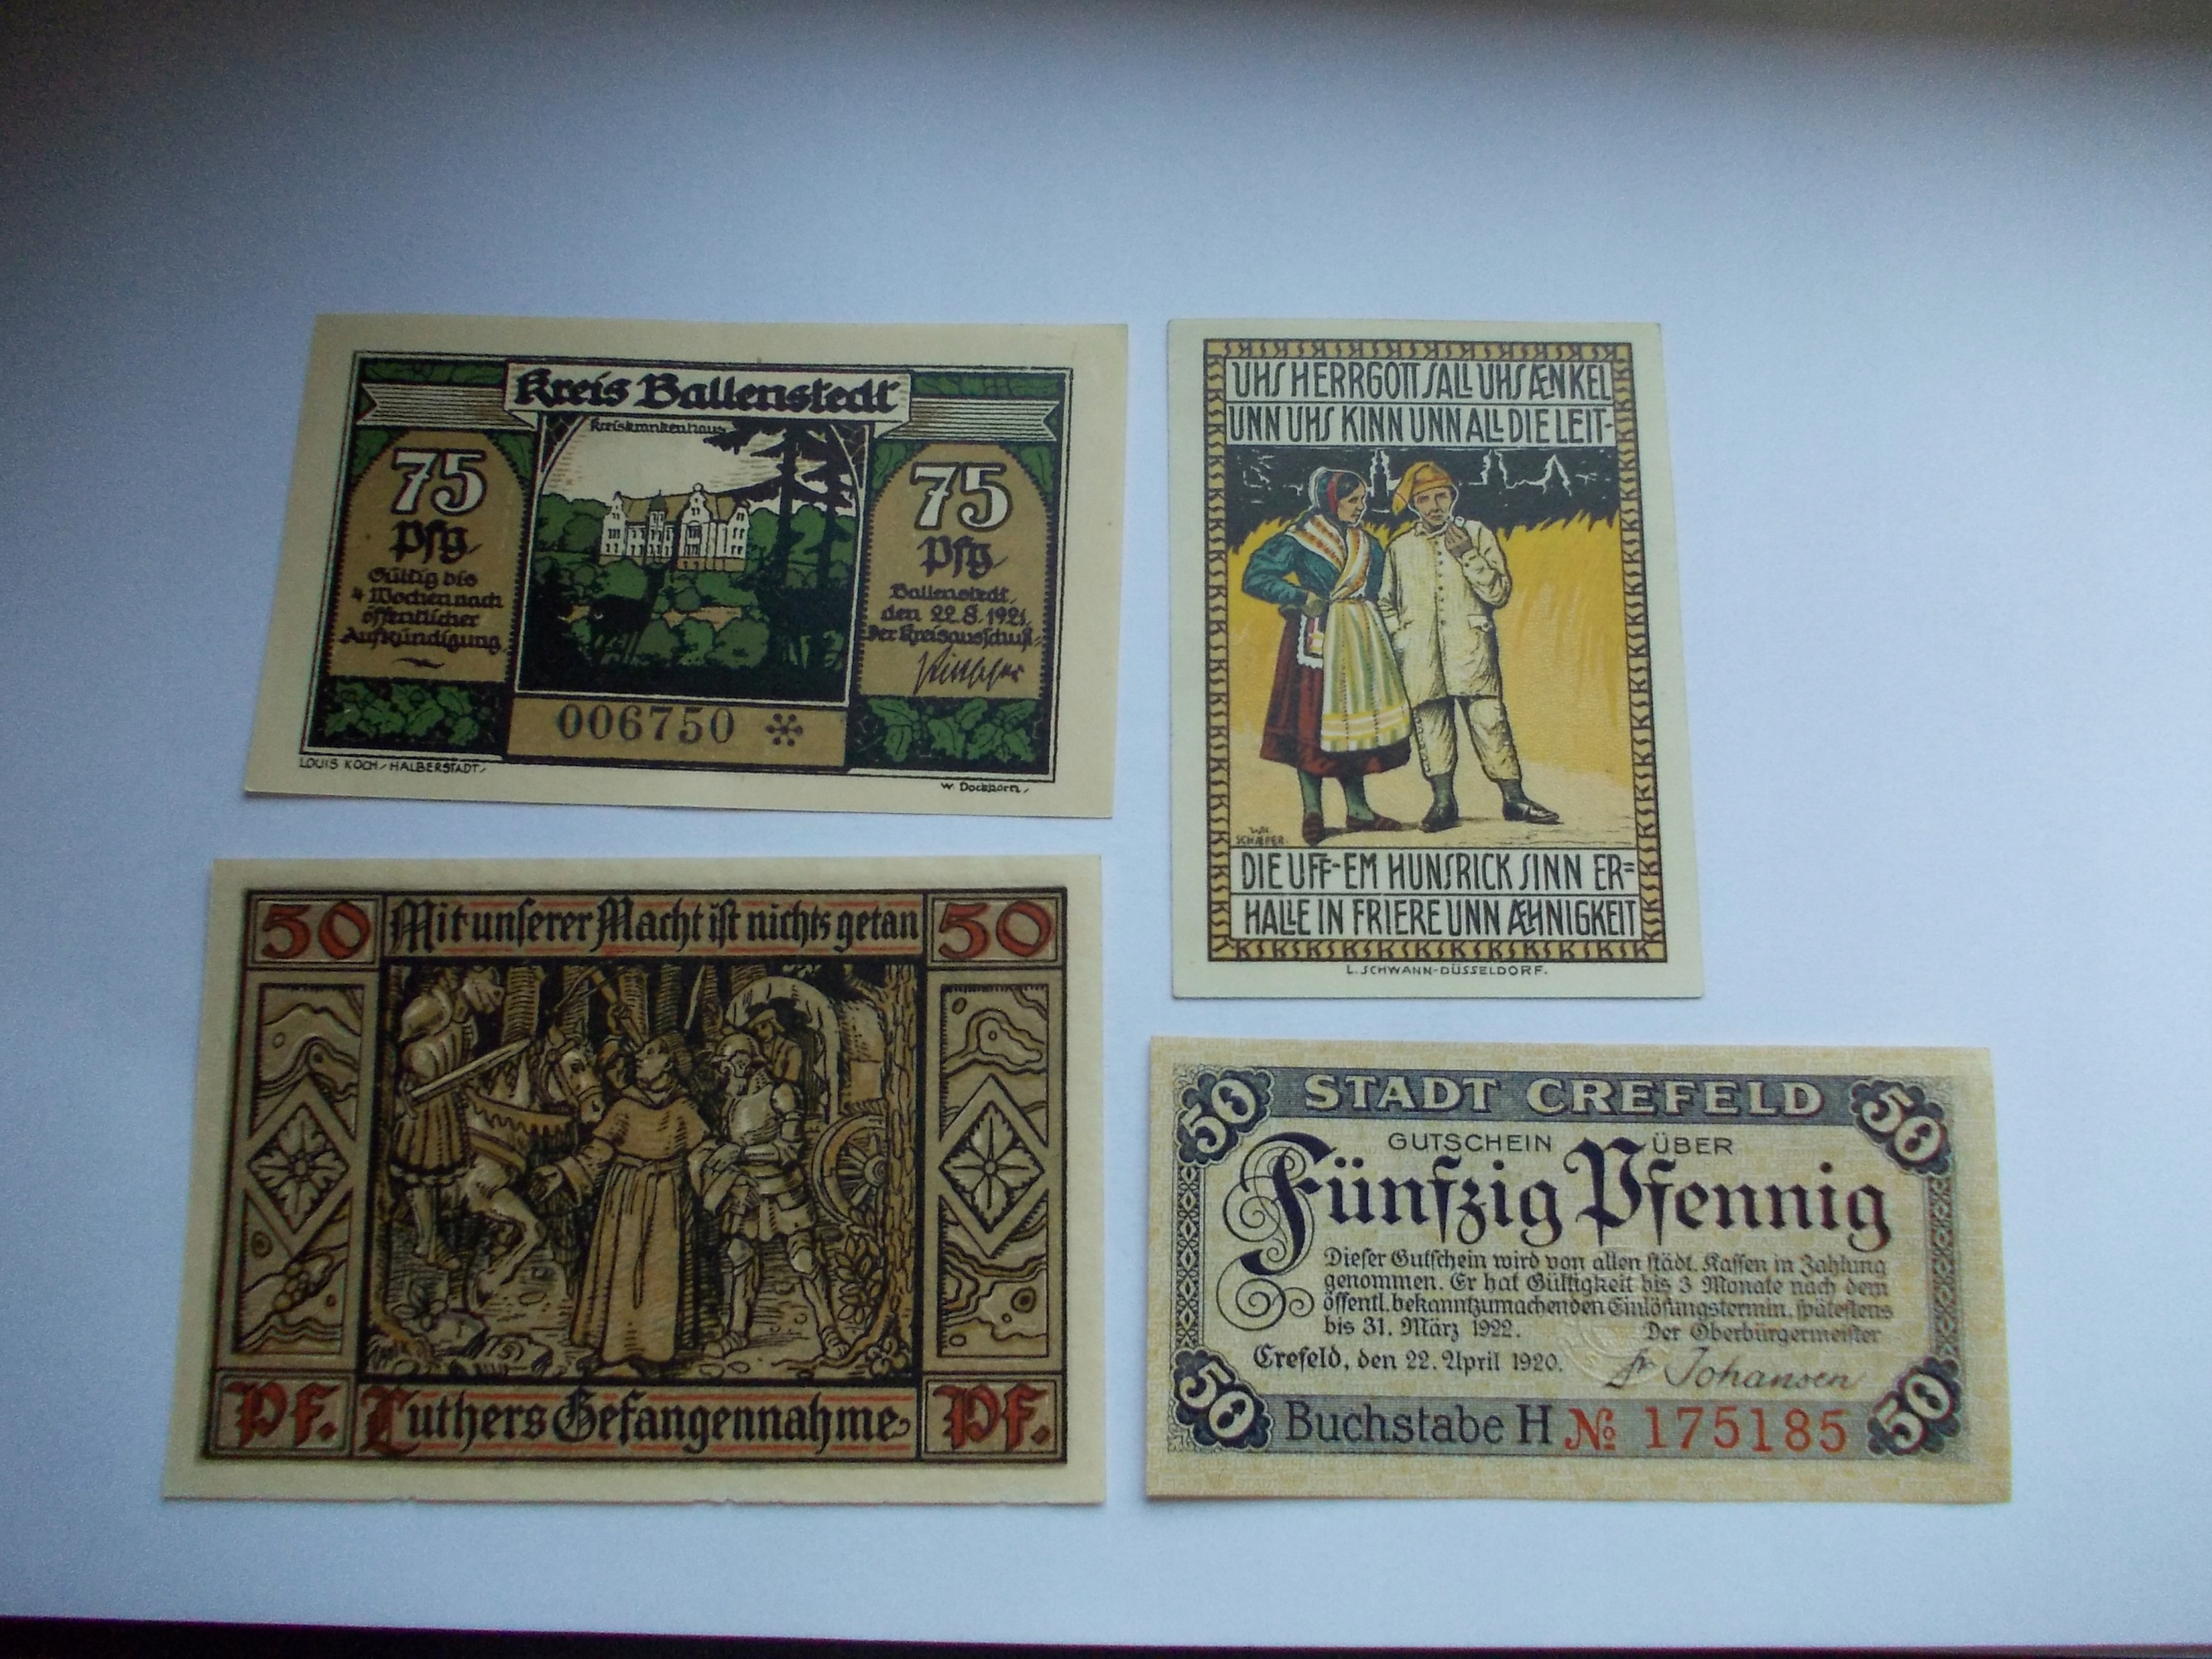 Kreis Ballenstedt
Kreiskrankenhaus
75
Pfg.
Gültig bis
4 Wochen nach
öffentlicher
Aufkündigung
75
Pfg.
Ballenstedt,
den 22.8.1921.
Der Kreisausschuß:
006750
LOUIS KOCH, HALBERSTADT,
W. Dockhorn,
UHS HERRGOTT SALL UHS ÆNKEL
UNN UHS KINN UNN ALL DIE LEIT-
WH.
SCHÆFER.
DIE UFF-EM HUNSRICK SINN ER=
HALLE IN FRIERE UNN ÆHNIGKEIT
L. SCHWANN-DÜSSELDORF.
50 Mit unserer Macht ist nichts getan 50
Pf. Luthers Gefangennahme Pf.
50 STADT CREFELD 50
GUTSCHEIN ÜBER
Fünfzig Pfennig
Dieser Gutschein wird von allen städt. Kassen in Zahlung
genommen. Er hat Gültigkeit bis 3 Monate nach dem
öffentl. bekanntzumachenden Einlösungstermin, spätestens
bis 31. März 1922. Der Oberbürgermeister
Crefeld, den 22. April 1920. Dr Johansen
50 Buchstabe H № 175185 50